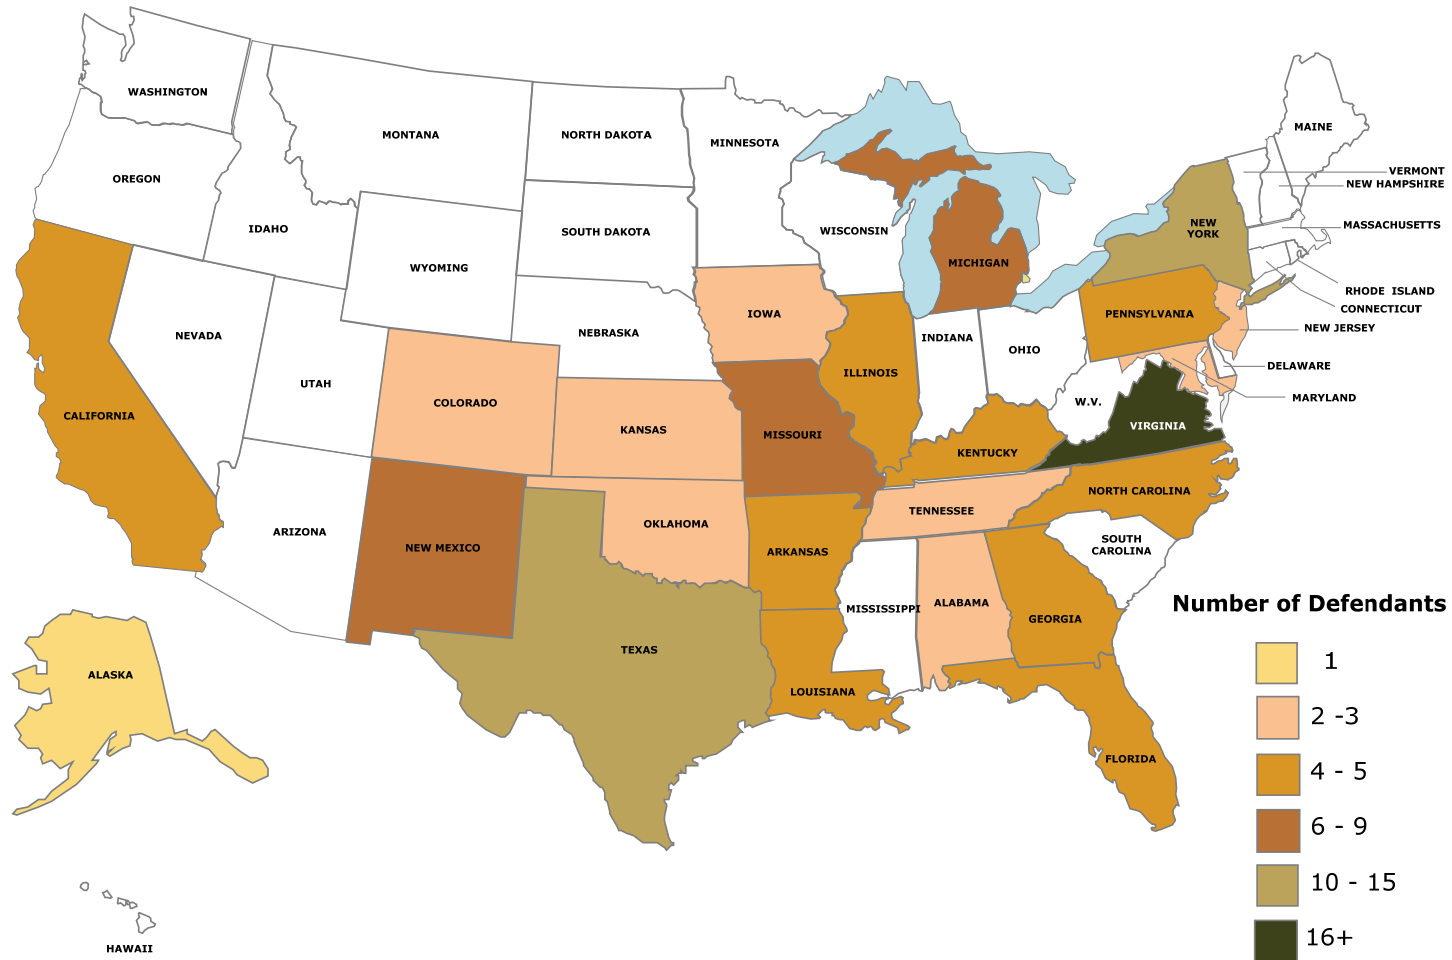 WASHINGTON
MONTANA
NORTH DAKOTA
MINNESOTA
MAINE
OREGON
VERMONT
NEW HAMPSHIRE
IDAHO
SOUTH DAKOTA
WISCONSIN
NEW
YORK
MASSACHUSETTS
WYOMING
MICHIGAN
RHODE ISLAND
CONNECTICUT
NEVADA
NEBRASKA
IOWA
PENNSYLVANIA
NEW JERSEY
INDIANA
OHIO
UTAH
ILLINOIS
DELAWARE
COLORADO
MARYLAND
W.V.
CALIFORNIA
KANSAS
MISSOURI
VIRGINIA
KENTUCKY
NORTH CAROLINA
ARIZONA
OKLAHOMA
TENNESSEE
NEW MEXICO
ARKANSAS
SOUTH
CAROLINA
MISSISSIPPI
ALABAMA
GEORGIA
TEXAS
ALASKA
LOUISIANA
FLORIDA
HAWAII
Number of Defendants
1
2 -3
4 - 5
6 - 9
10 - 15
16+